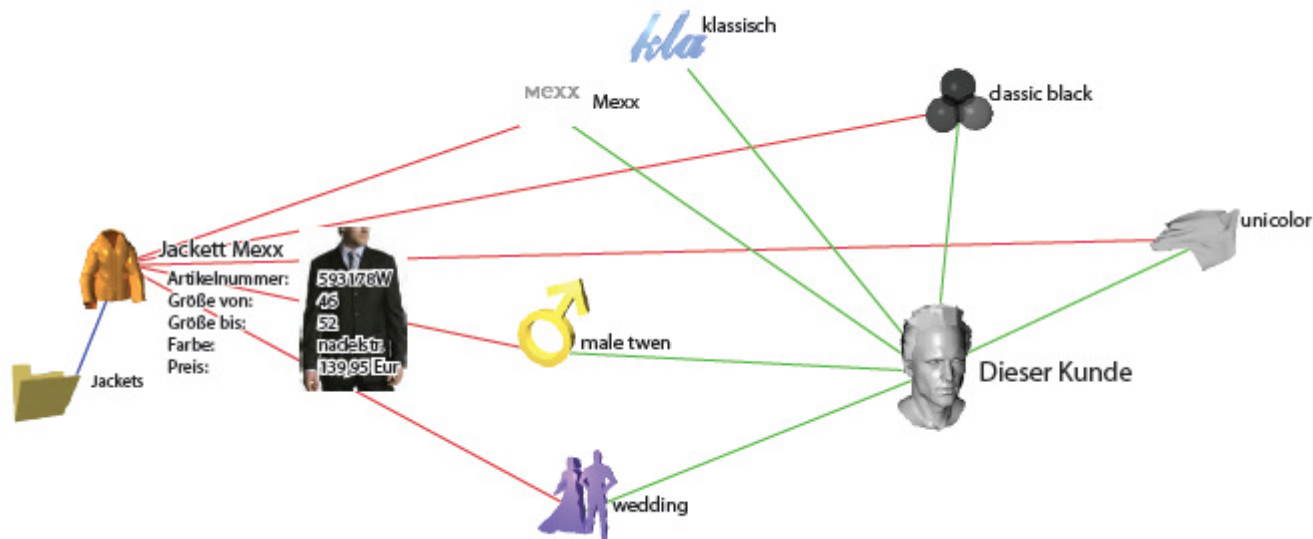 kla klassisch
mexx Mexx
classic black
unicolor
Jackett Mexx
Artikelnummer: 593178W
Größe von: 46
Größe bis: 52
Farbe: nadelstr.
Preis: 139,95 Eur
Jackets
male twen
Dieser Kunde
wedding